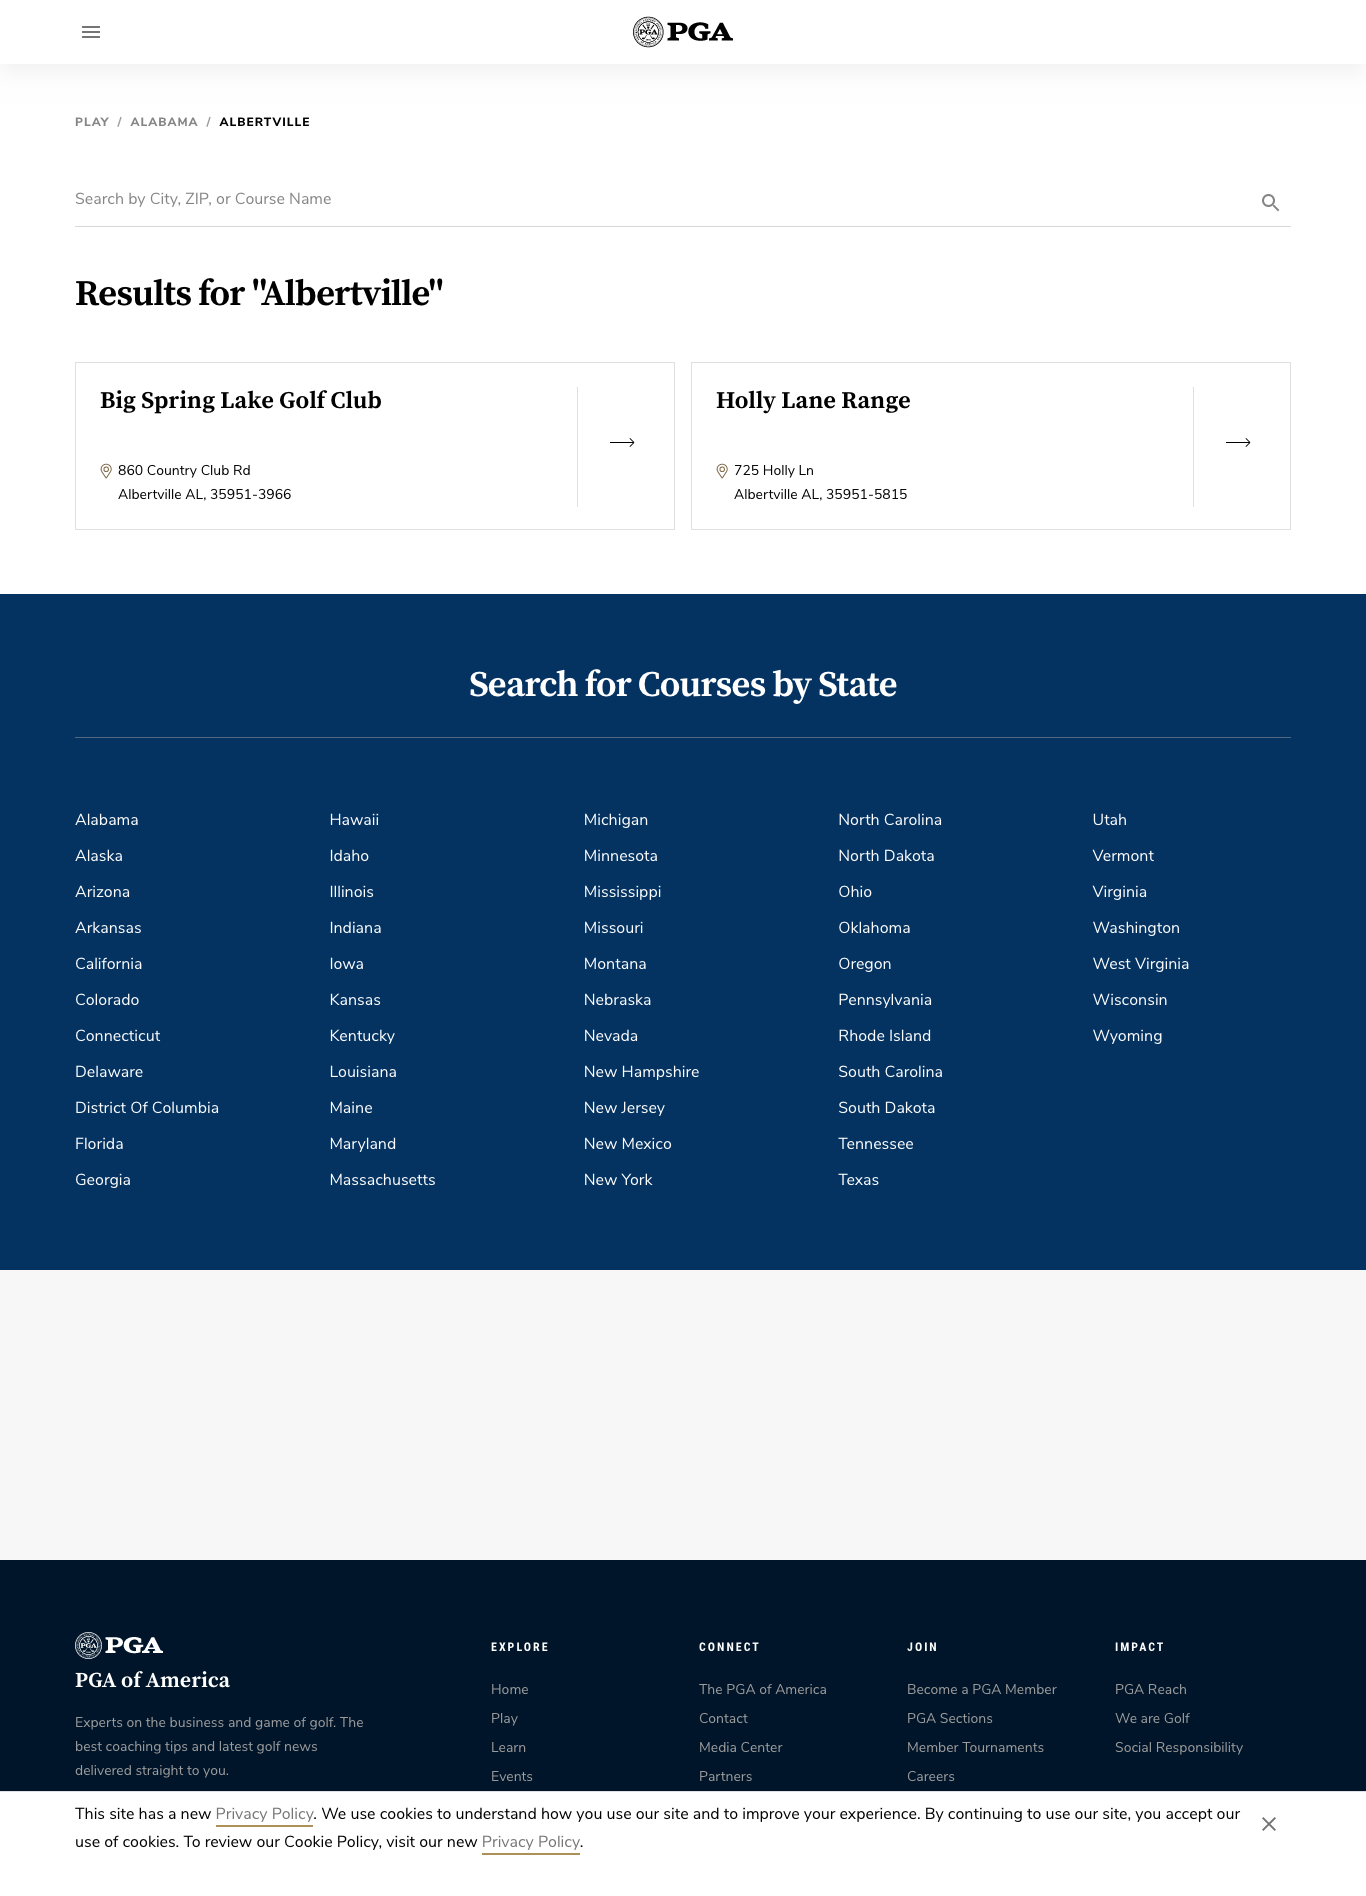 PGA
PLAY / ALABAMA / ALBERTVILLE
Search by City, ZIP, or Course Name
Results for "Albertville"
Big Spring Lake Golf Club
860 Country Club Rd
Albertville AL, 35951-3966
Holly Lane Range
725 Holly Ln
Albertville AL, 35951-5815
Search for Courses by State
Alabama
Alaska
Arizona
Arkansas
California
Colorado
Connecticut
Delaware
District Of Columbia
Florida
Georgia
Hawaii
Idaho
Illinois
Indiana
Iowa
Kansas
Kentucky
Louisiana
Maine
Maryland
Massachusetts
Michigan
Minnesota
Mississippi
Missouri
Montana
Nebraska
Nevada
New Hampshire
New Jersey
New Mexico
New York
North Carolina
North Dakota
Ohio
Oklahoma
Oregon
Pennsylvania
Rhode Island
South Carolina
South Dakota
Tennessee
Texas
Utah
Vermont
Virginia
Washington
West Virginia
Wisconsin
Wyoming
PGA
PGA of America
Experts on the business and game of golf. The
best coaching tips and latest golf news
delivered straight to you.
EXPLORE
Home
Play
Learn
Events
CONNECT
The PGA of America
Contact
Media Center
Partners
JOIN
Become a PGA Member
PGA Sections
Member Tournaments
Careers
IMPACT
PGA Reach
We are Golf
Social Responsibility
This site has a new Privacy Policy. We use cookies to understand how you use our site and to improve your experience. By continuing to use our site, you accept our
use of cookies. To review our Cookie Policy, visit our new Privacy Policy.